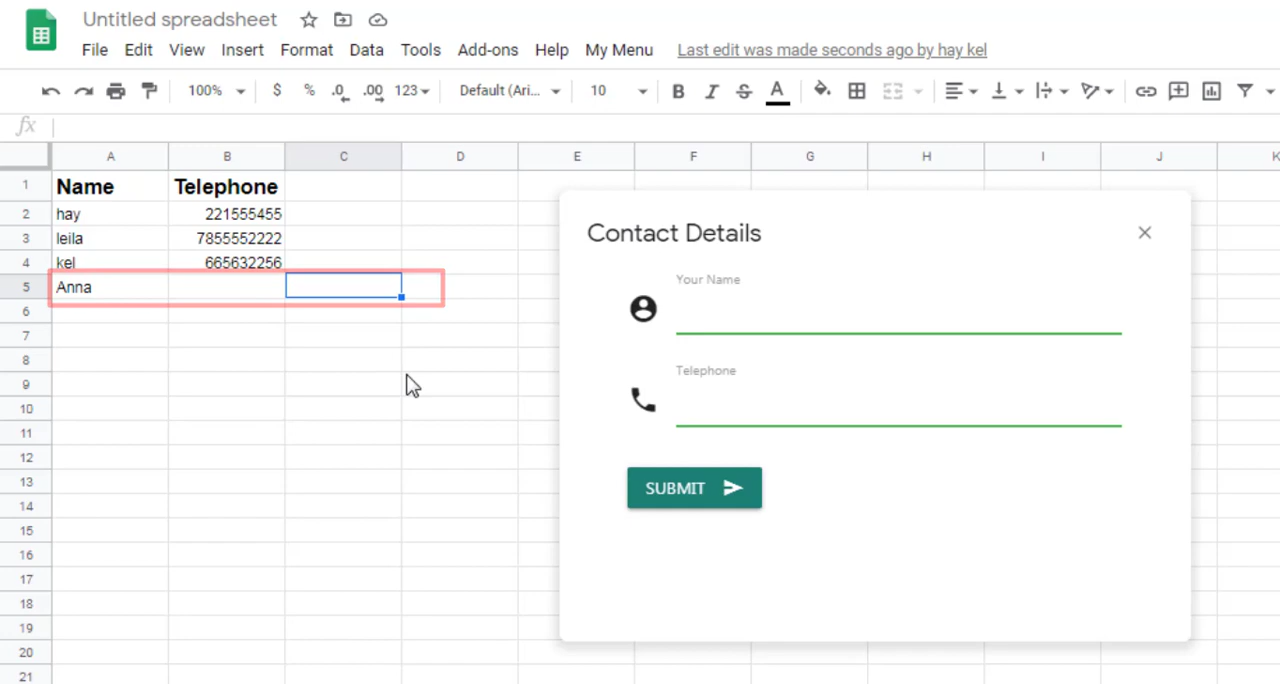 Untitled spreadsheet
File Edit View Insert Format Data Tools Add-ons Help My Menu Last edit was made seconds ago by hay kel
100% $ % .0 .00 123 Default (Ari... 10 B I S A
fx
A B C D E F G H I J K
1 Name Telephone
2 hay 221555455
3 leila 7855552222
4 kel 665632256
5 Anna
6
7
8
9
10
11
12
13
14
15
16
17
18
19
20
21
Contact Details
Your Name
Telephone
SUBMIT